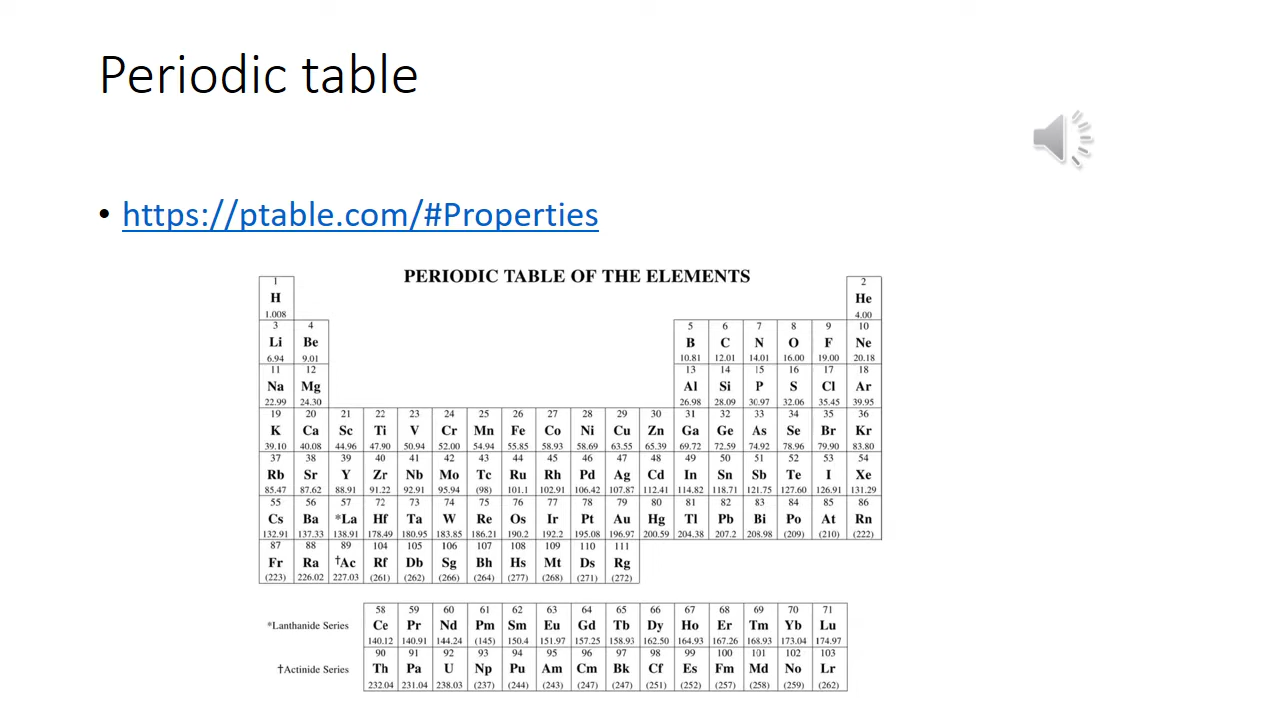 Periodic table
• https://ptable.com/#Properties
PERIODIC TABLE OF THE ELEMENTS
1 2
H He
1.008 4.00
3 4 5 6 7 8 9 10
Li Be B C N O F Ne
6.94 9.01 10.81 12.01 14.01 16.00 19.00 20.18
11 12 13 14 15 16 17 18
Na Mg Al Si P S Cl Ar
22.99 24.30 26.98 28.09 30.97 32.06 35.45 39.95
19 20 21 22 23 24 25 26 27 28 29 30 31 32 33 34 35 36
K Ca Sc Ti V Cr Mn Fe Co Ni Cu Zn Ga Ge As Se Br Kr
39.10 40.08 44.96 47.90 50.94 52.00 54.94 55.85 58.93 58.69 63.55 65.39 69.72 72.59 74.92 78.96 79.90 83.80
37 38 39 40 41 42 43 44 45 46 47 48 49 50 51 52 53 54
Rb Sr Y Zr Nb Mo Tc Ru Rh Pd Ag Cd In Sn Sb Te I Xe
85.47 87.62 88.91 91.22 92.91 95.94 (98) 101.1 102.91 106.42 107.87 112.41 114.82 118.71 121.75 127.60 126.91 131.29
55 56 57 72 73 74 75 76 77 78 79 80 81 82 83 84 85 86
Cs Ba *La Hf Ta W Re Os Ir Pt Au Hg Tl Pb Bi Po At Rn
132.91 137.33 138.91 178.49 180.95 183.85 186.21 190.2 192.2 195.08 196.97 200.59 204.38 207.2 208.98 (209) (210) (222)
87 88 89 104 105 106 107 108 109 110 111
Fr Ra †Ac Rf Db Sg Bh Hs Mt Ds Rg
(223) 226.02 227.03 (261) (262) (266) (264) (277) (268) (271) (272)
58 59 60 61 62 63 64 65 66 67 68 69 70 71
*Lanthanide Series Ce Pr Nd Pm Sm Eu Gd Tb Dy Ho Er Tm Yb Lu
140.12 140.91 144.24 (145) 150.4 151.97 157.25 158.93 162.50 164.93 167.26 168.93 173.04 174.97
90 91 92 93 94 95 96 97 98 99 100 101 102 103
†Actinide Series Th Pa U Np Pu Am Cm Bk Cf Es Fm Md No Lr
232.04 231.04 238.03 (237) (244) (243) (247) (247) (251) (252) (257) (258) (259) (262)